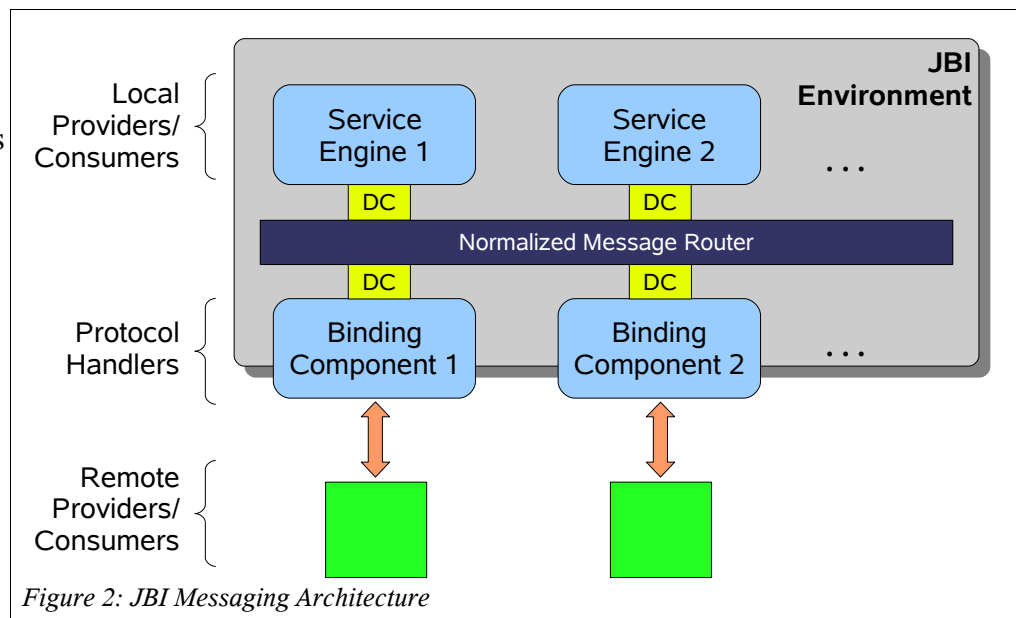 JBI
Environment
Local
Providers/
Consumers
s
Service
Engine 1
Service
Engine 2
. . .
DC
DC
Normalized Message Router
DC
DC
Protocol
Handlers
Binding
Component 1
Binding
Component 2
. . .
Remote
Providers/
Consumers
Figure 2: JBI Messaging Architecture